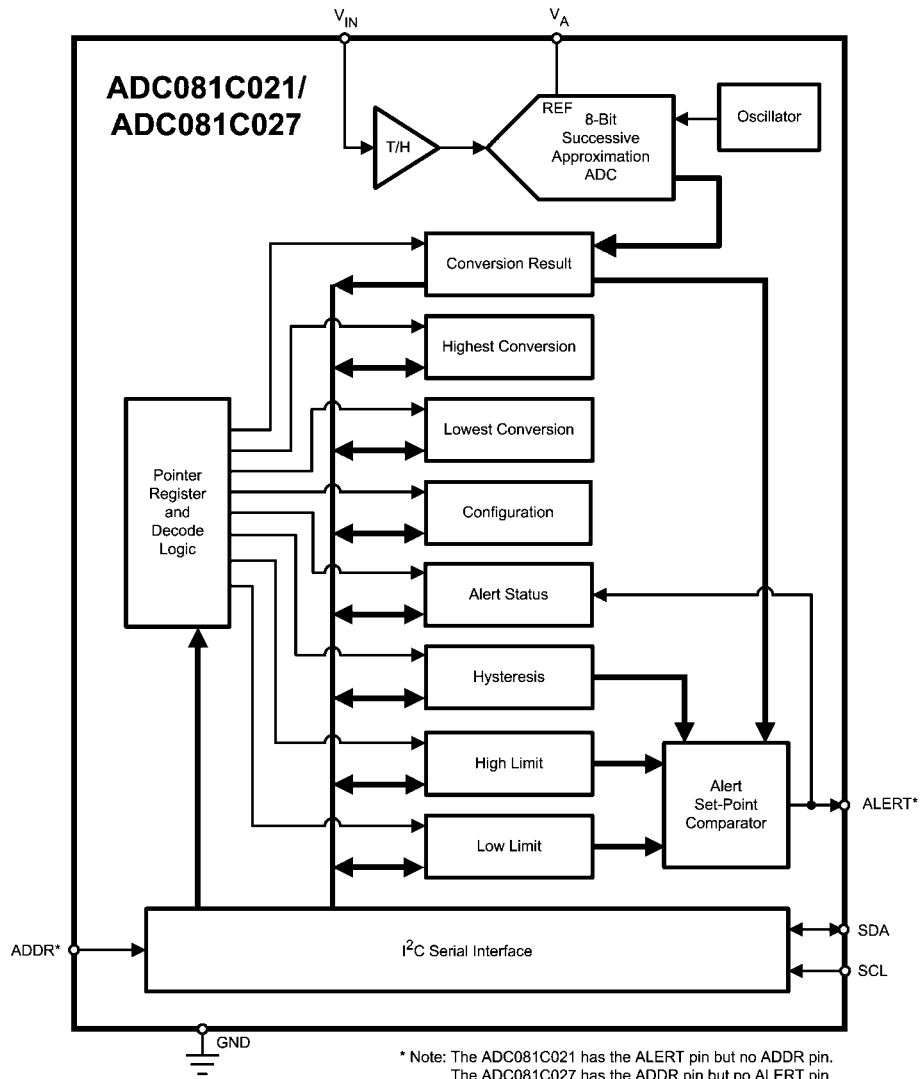 V_IN
V_A
ADC081C021/
ADC081C027
REF
8-Bit
Successive
Approximation
ADC
Oscillator
T/H
Conversion Result
Highest Conversion
Lowest Conversion
Pointer
Register
and
Decode
Logic
Configuration
Alert Status
Hysteresis
High Limit
Alert
Set-Point
Comparator
ALERT*
Low Limit
ADDR*
I²C Serial Interface
SDA
SCL
GND
* Note: The ADC081C021 has the ALERT pin but no ADDR pin.
The ADC081C027 has the ADDR pin but no ALERT pin.